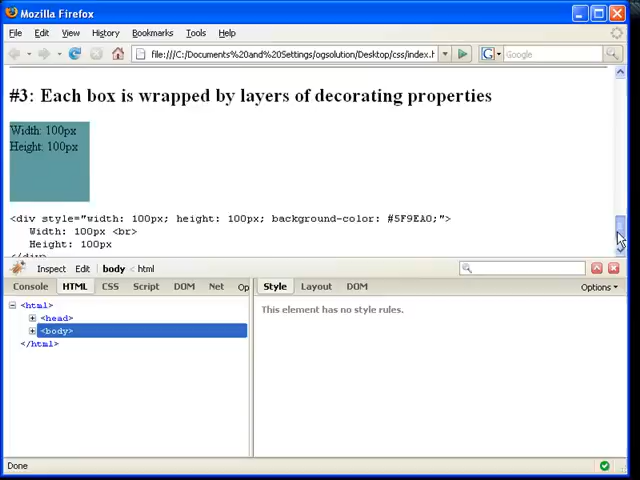 Mozilla Firefox
File Edit View History Bookmarks Tools Help
file:///C:/Documents%20and%20Settings/ogsolution/Desktop/css/index.h
Google
#3: Each box is wrapped by layers of decorating properties
Width: 100px
Height: 100px
<div style="width: 100px; height: 100px; background-color: #5F9EA0;">
Width: 100px <br>
Height: 100px
</div>
Inspect Edit body < html
Console HTML CSS Script DOM Net Op
Style Layout DOM Options
<html>
<head>
<body>
</html>
This element has no style rules.
Done